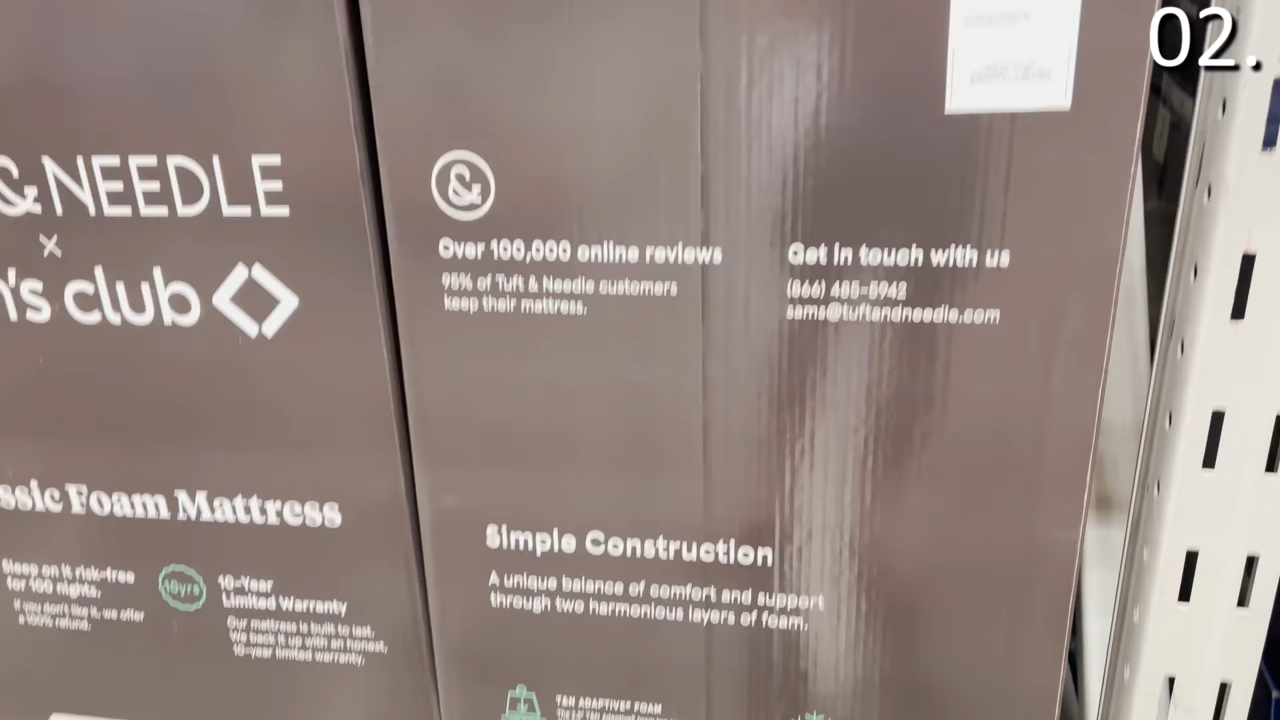 02.
& NEEDLE
×
's club
&
Over 100,000 online reviews
95% of Tuft & Needle customers
keep their mattress.
Get in touch with us
(866) 485-5942
sams@tuftandneedle.com
ssic Foam Mattress
Sleep on it risk-free
for 100 nights.
If you don't like it, we offer
a 100% refund.
10yrs
10-Year
Limited Warranty
Our mattress is built to last.
We back it up with an honest,
10-year limited warranty.
Simple Construction
A unique balance of comfort and support
through two harmonious layers of foam.
T&N ADAPTIVE® FOAM